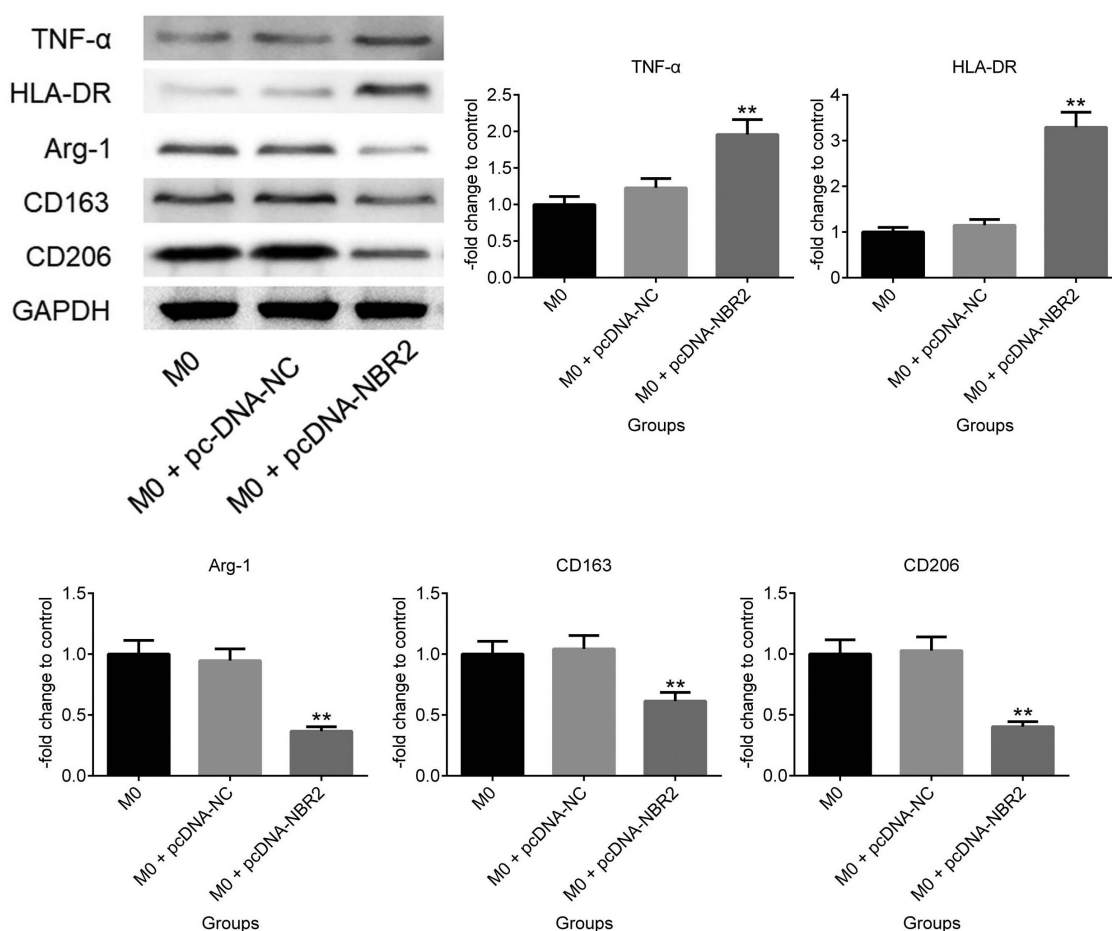 TNF-α
HLA-DR
Arg-1
CD163
CD206
GAPDH
M0
M0 + pc-DNA-NC
M0 + pcDNA-NBR2
TNF-α
-fold change to control
2.5
2.0
1.5
1.0
0.5
0.0
**
M0
M0 + pcDNA-NC
M0 + pcDNA-NBR2
Groups
HLA-DR
-fold change to control
4
3
2
1
0
**
M0
M0 + pcDNA-NC
M0 + pcDNA-NBR2
Groups
Arg-1
-fold change to control
1.5
1.0
0.5
0.0
**
M0
M0 + pcDNA-NC
M0 + pcDNA-NBR2
Groups
CD163
-fold change to control
1.5
1.0
0.5
0.0
**
M0
M0 + pcDNA-NC
M0 + pcDNA-NBR2
Groups
CD206
-fold change to control
1.5
1.0
0.5
0.0
**
M0
M0 + pcDNA-NC
M0 + pcDNA-NBR2
Groups